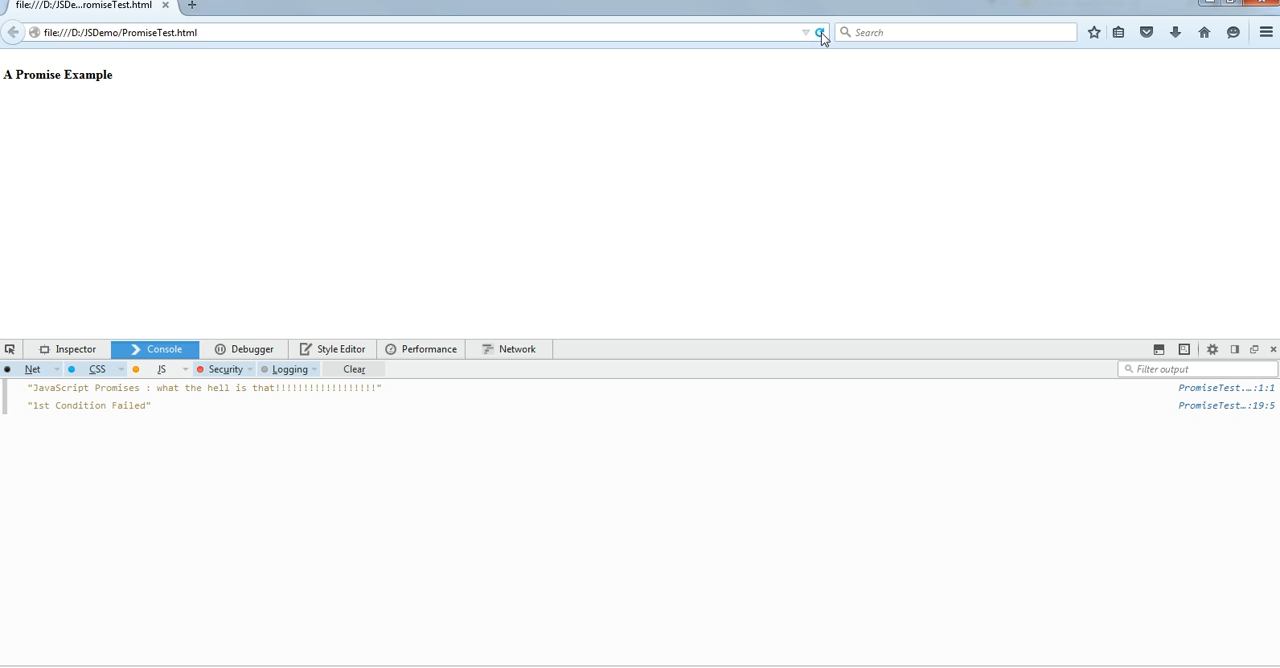 file:///D:/JSDe...romiseTest.html
file:///D:/JSDemo/PromiseTest.html
Search
A Promise Example
Inspector Console Debugger Style Editor Performance Network
Net CSS JS Security Logging Clear Filter output
"JavaScript Promises : what the hell is that!!!!!!!!!!!!!!!!!!!" PromiseTest.…:1:1
"1st Condition Failed" PromiseTest…:19:5